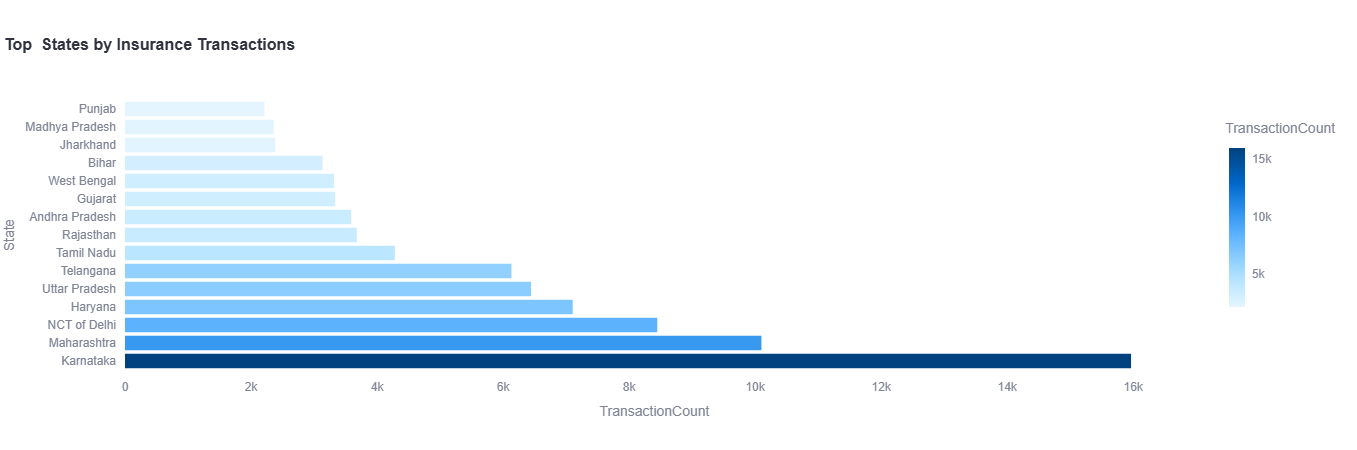 Top  States by Insurance Transactions
TransactionCount
15k
10k
5k
State
Punjab
Madhya Pradesh
Jharkhand
Bihar
West Bengal
Gujarat
Andhra Pradesh
Rajasthan
Tamil Nadu
Telangana
Uttar Pradesh
Haryana
NCT of Delhi
Maharashtra
Karnataka
0 2k 4k 6k 8k 10k 12k 14k 16k
TransactionCount